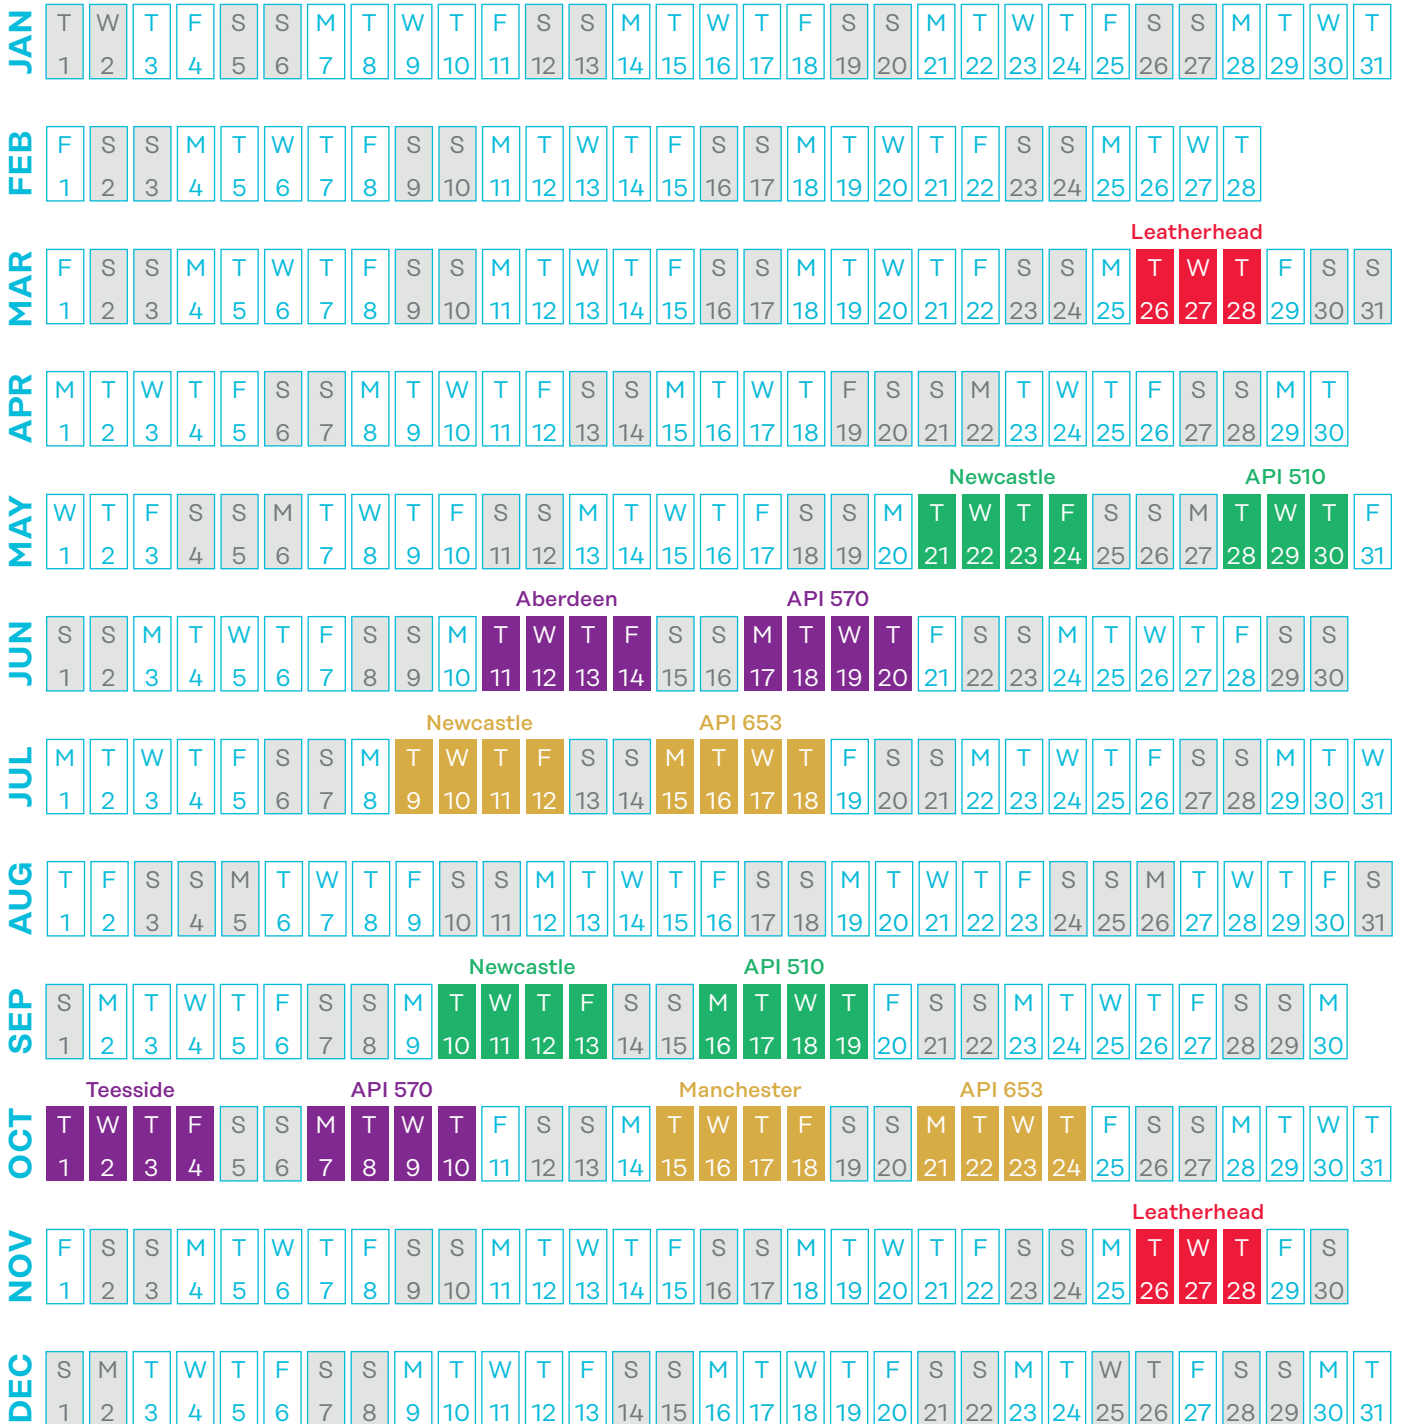 JAN
T W T F S S M T W T F S S M T W T F S S M T W T F S S M T W T
1 2 3 4 5 6 7 8 9 10 11 12 13 14 15 16 17 18 19 20 21 22 23 24 25 26 27 28 29 30 31
FEB
F S S M T W T F S S M T W T F S S M T W T F S S M T W T
1 2 3 4 5 6 7 8 9 10 11 12 13 14 15 16 17 18 19 20 21 22 23 24 25 26 27 28
Leatherhead
MAR
F S S M T W T F S S M T W T F S S M T W T F S S M T W T F S S
1 2 3 4 5 6 7 8 9 10 11 12 13 14 15 16 17 18 19 20 21 22 23 24 25 26 27 28 29 30 31
APR
M T W T F S S M T W T F S S M T W T F S S M T W T F S S M T
1 2 3 4 5 6 7 8 9 10 11 12 13 14 15 16 17 18 19 20 21 22 23 24 25 26 27 28 29 30
Newcastle API 510
MAY
W T F S S M T W T F S S M T W T F S S M T W T F S S M T W T F
1 2 3 4 5 6 7 8 9 10 11 12 13 14 15 16 17 18 19 20 21 22 23 24 25 26 27 28 29 30 31
Aberdeen API 570
JUN
S S M T W T F S S M T W T F S S M T W T F S S M T W T F S S
1 2 3 4 5 6 7 8 9 10 11 12 13 14 15 16 17 18 19 20 21 22 23 24 25 26 27 28 29 30
Newcastle API 653
JUL
M T W T F S S M T W T F S S M T W T F S S M T W T F S S M T W
1 2 3 4 5 6 7 8 9 10 11 12 13 14 15 16 17 18 19 20 21 22 23 24 25 26 27 28 29 30 31
AUG
T F S S M T W T F S S M T W T F S S M T W T F S S M T W T F S
1 2 3 4 5 6 7 8 9 10 11 12 13 14 15 16 17 18 19 20 21 22 23 24 25 26 27 28 29 30 31
Newcastle API 510
SEP
S M T W T F S S M T W T F S S M T W T F S S M T W T F S S M
1 2 3 4 5 6 7 8 9 10 11 12 13 14 15 16 17 18 19 20 21 22 23 24 25 26 27 28 29 30
Teesside API 570 Manchester API 653
OCT
T W T F S S M T W T F S S M T W T F S S M T W T F S S M T W T
1 2 3 4 5 6 7 8 9 10 11 12 13 14 15 16 17 18 19 20 21 22 23 24 25 26 27 28 29 30 31
Leatherhead
NOV
F S S M T W T F S S M T W T F S S M T W T F S S M T W T F S
1 2 3 4 5 6 7 8 9 10 11 12 13 14 15 16 17 18 19 20 21 22 23 24 25 26 27 28 29 30
DEC
S M T W T F S S M T W T F S S M T W T F S S M T W T F S S M T
1 2 3 4 5 6 7 8 9 10 11 12 13 14 15 16 17 18 19 20 21 22 23 24 25 26 27 28 29 30 31